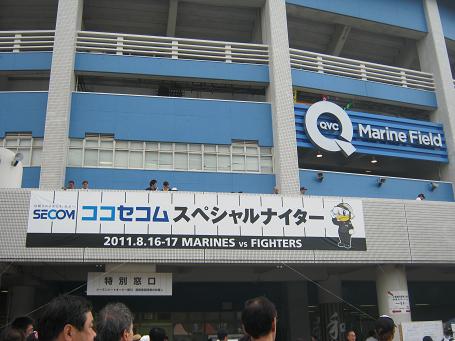 QVC
Marine Field
SECOM ココセコム スペシャルナイター
2011.8.16-17 MARINES vs FIGHTERS
特別窓口